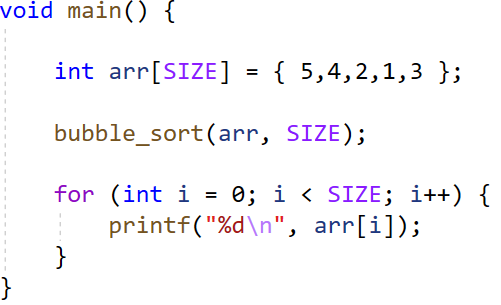 void main() {
int arr[SIZE] = { 5,4,2,1,3 };
bubble_sort(arr, SIZE);
for (int i = 0; i < SIZE; i++) {
printf("%d\n", arr[i]);
}
}